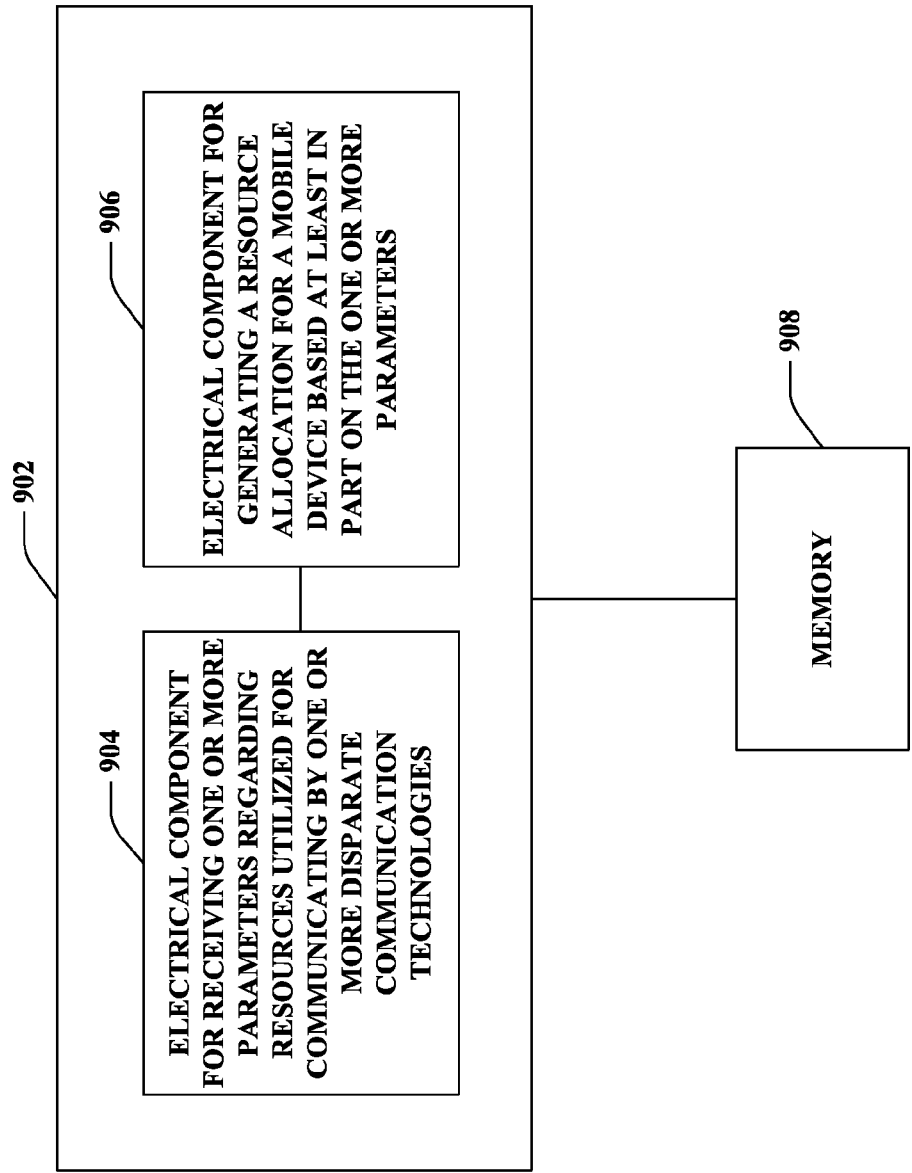 902
904
ELECTRICAL COMPONENT
FOR RECEIVING ONE OR MORE
PARAMETERS REGARDING
RESOURCES UTILIZED FOR
COMMUNICATING BY ONE OR
MORE DISPARATE
COMMUNICATION
TECHNOLOGIES
906
ELECTRICAL COMPONENT FOR
GENERATING A RESOURCE
ALLOCATION FOR A MOBILE
DEVICE BASED AT LEAST IN
PART ON THE ONE OR MORE
PARAMETERS
908
MEMORY